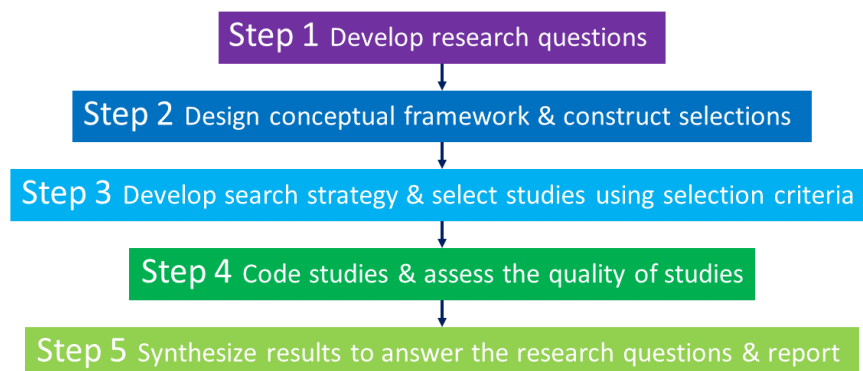 Step 1 Develop research questions
Step 2 Design conceptual framework & construct selections
Step 3 Develop search strategy & select studies using selection criteria
Step 4 Code studies & assess the quality of studies
Step 5 Synthesize results to answer the research questions & report